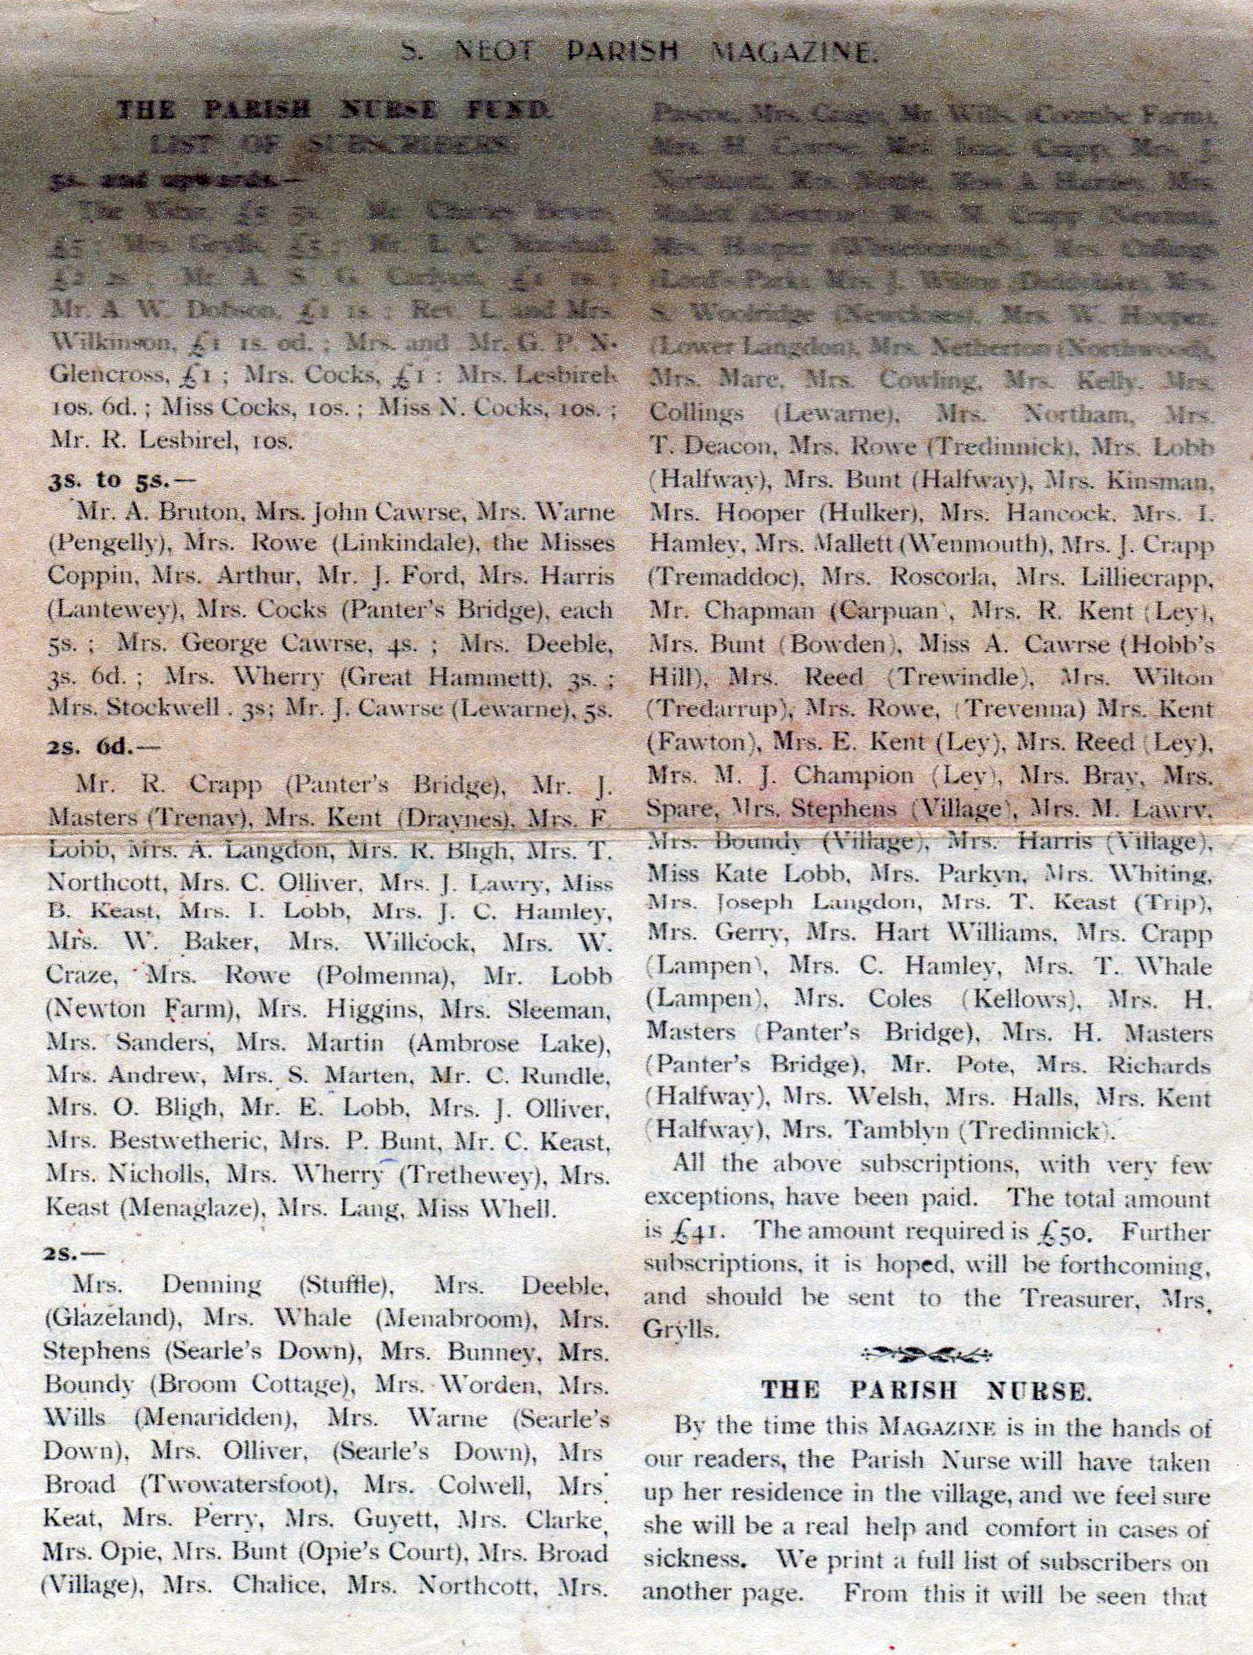 S. NEOT PARISH MAGAZINE.
THE PARISH NURSE FUND.
LIST OF SUBSCRIBERS.
5s. and upwards.—
The Vicar, £5 5s.; Mr. Charles
£5; Mrs. Grylls, £5; Mr. L. C. Marshall,
£2 2s.; Mr. A. S. G. £1 1s.;
Mr. A. W. Dobson, £1 1s.; Rev. L. and Mrs.
Wilkinson, £1 1s. 0d.; Mrs. and Mr. G. P. N.
Glencross, £1; Mrs. Cocks, £1: Mrs. Lesbirel,
10s. 6d.; Miss Cocks, 10s.; Miss N. Cocks, 10s.;
Mr. R. Lesbirel, 10s.
3s. to 5s.—
Mr. A. Bruton, Mrs. John Cawrse, Mrs. Warne
(Pengelly), Mrs. Rowe (Linkindale), the Misses
Coppin, Mrs. Arthur, Mr. J. Ford, Mrs. Harris
(Lantewey), Mrs. Cocks (Panter's Bridge), each
5s.; Mrs. George Cawrse, 4s.; Mrs. Deeble,
3s. 6d.; Mrs. Wherry (Great Hammett), 3s.;
Mrs. Stockwell. 3s; Mr. J. Cawrse (Lewarne), 5s.
2s. 6d.—
Mr. R. Crapp (Panter's Bridge), Mr. J.
Masters (Trenay), Mrs. Kent (Draynes), Mrs. F.
Lobb, Mrs. A. Langdon, Mrs. R. Bligh, Mrs. T.
Northcott, Mrs. C. Olliver, Mrs. J. Lawry, Miss
B. Keast, Mrs. I. Lobb, Mrs. J. C. Hamley,
Mrs. W. Baker, Mrs. Willcock, Mrs. W.
Craze, Mrs. Rowe (Polmenna), Mr. Lobb
(Newton Farm), Mrs. Higgins, Mrs. Sleeman,
Mrs. Sanders, Mrs. Martin (Ambrose Lake),
Mrs. Andrew, Mrs. S. Marten, Mr. C. Rundle,
Mrs. O. Bligh, Mr. E. Lobb, Mrs. J. Olliver,
Mrs. Bestwetheric, Mrs. P. Bunt, Mr. C. Keast,
Mrs. Nicholls, Mrs. Wherry (Trethewey), Mrs.
Keast (Menaglaze), Mrs. Lang, Miss Whell.
2s.—
Mrs. Denning (Stuffle), Mrs. Deeble,
(Glazeland), Mrs. Whale (Menabroom), Mrs.
Stephens (Searle's Down), Mrs. Bunney, Mrs.
Boundy (Broom Cottage), Mrs. Worden, Mrs.
Wills (Menaridden), Mrs. Warne (Searle's
Down), Mrs. Olliver, (Searle's Down), Mrs
Broad (Twowatersfoot), Mrs. Colwell, Mrs.
Keat, Mrs. Perry, Mrs. Guyett, Mrs. Clarke,
Mrs. Opie, Mrs. Bunt (Opie's Court), Mrs. Broad
(Village), Mrs. Chalice, Mrs. Northcott, Mrs.
Pascoe, Mrs. Mr. Wills (Coombe Farm),
Mrs. H. Cawrse, Mrs. Isaac Crapp, Mrs. J.
Northcott, Mrs. Miss A. Mrs.
Mallett Mrs. M. Crapp (Newton),
Mrs. Hooper Mrs. Collings
(Lord's Park), Mrs. J. Wilton Mrs.
S. Woolridge Mrs. W. Hooper,
(Lower Langdon), Mrs. Netherton (Northwood),
Mrs. Mare, Mrs. Cowling, Mrs. Kelly, Mrs.
Collings (Lewarne), Mrs. Northam, Mrs.
T. Deacon, Mrs. Rowe (Tredinnick), Mrs. Lobb
(Halfway), Mrs. Bunt (Halfway), Mrs. Kinsman,
Mrs. Hooper (Hulker), Mrs. Hancock, Mrs. I.
Hamley, Mrs. Mallett (Wenmouth), Mrs. J. Crapp
(Tremaddoc), Mrs. Roscorla, Mrs. Lilliecrapp,
Mr. Chapman (Carpuan), Mrs. R. Kent (Ley),
Mrs. Bunt (Bowden), Miss A. Cawrse (Hobb's
Hill), Mrs. Reed (Trewindle), Mrs. Wilton
(Tredarrup), Mrs. Rowe, (Trevenna) Mrs. Kent
(Fawton), Mrs. E. Kent (Ley), Mrs. Reed (Ley),
Mrs. M. J. Champion (Ley), Mrs. Bray, Mrs.
Spare, Mrs. Stephens (Village), Mrs. M. Lawry,
Mrs. Boundy (Village), Mrs. Harris (Village),
Miss Kate Lobb, Mrs. Parkyn, Mrs. Whiting,
Mrs. Joseph Langdon, Mrs. T. Keast (Trip),
Mrs. Gerry, Mrs. Hart Williams, Mrs. Crapp
(Lampen), Mrs. C. Hamley, Mrs. T. Whale
(Lampen), Mrs. Coles (Kellows), Mrs. H.
Masters (Panter's Bridge), Mrs. H. Masters
(Panter's Bridge), Mr. Pote, Mrs. Richards
(Halfway), Mrs. Welsh, Mrs. Halls, Mrs. Kent
(Halfway), Mrs. Tamblyn (Tredinnick).
All the above subscriptions, with very few
exceptions, have been paid. The total amount
is £41. The amount required is £50. Further
subscriptions, it is hoped, will be forthcoming,
and should be sent to the Treasurer, Mrs.
Grylls.
THE PARISH NURSE.
By the time this MAGAZINE is in the hands of
our readers, the Parish Nurse will have taken
up her residence in the village, and we feel sure
she will be a real help and comfort in cases of
sickness. We print a full list of subscribers on
another page. From this it will be seen that